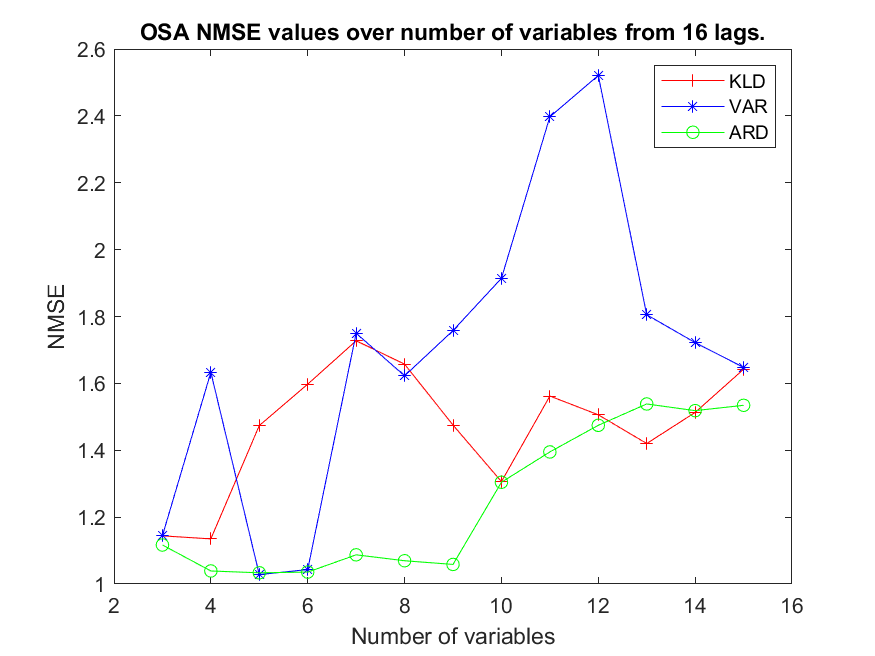 OSA NMSE values over number of variables from 16 lags.
2.6
2.4
2.2
2
1.8
1.6
1.4
1.2
1
NMSE
KLD
VAR
ARD
2 4 6 8 10 12 14 16
Number of variables